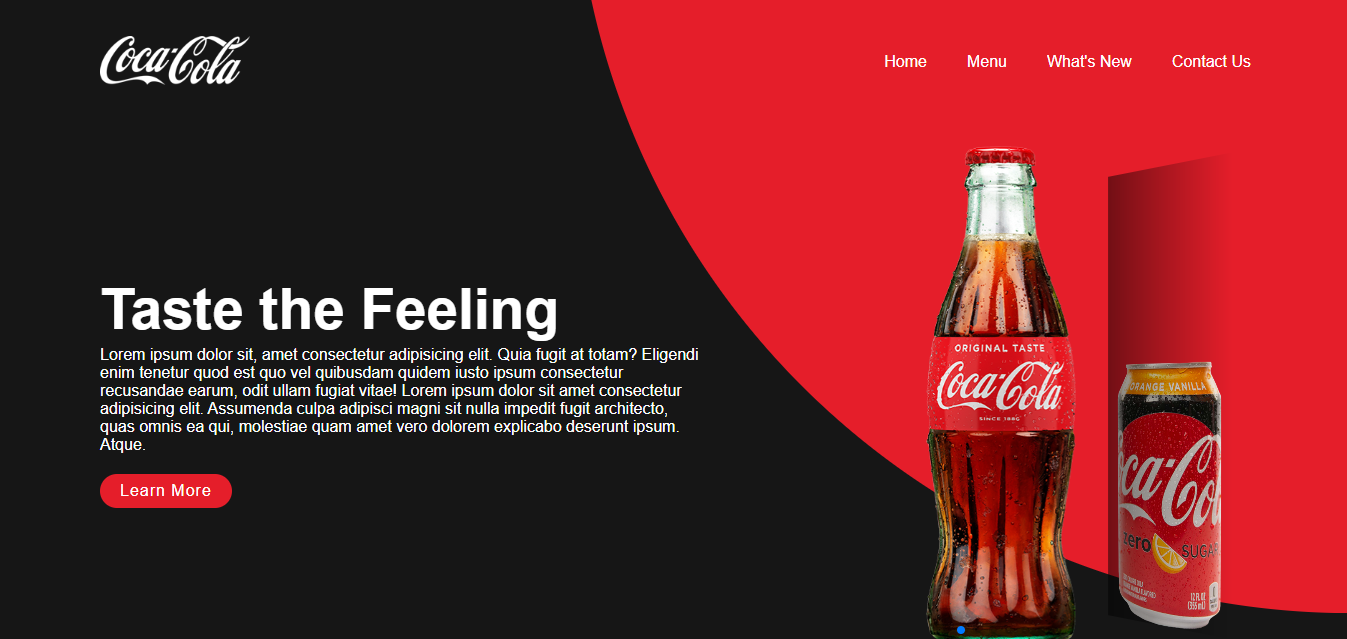 Coca-Cola
Home Menu What's New Contact Us
Taste the Feeling
Lorem ipsum dolor sit, amet consectetur adipisicing elit. Quia fugit at totam? Eligendi
enim tenetur quod est quo vel quibusdam quidem iusto ipsum consectetur
recusandae earum, odit ullam fugiat vitae! Lorem ipsum dolor sit amet consectetur
adipisicing elit. Assumenda culpa adipisci magni sit nulla impedit fugit architecto,
quas omnis ea qui, molestiae quam amet vero dolorem explicabo deserunt ipsum.
Atque.
Learn More
ORIGINAL TASTE
Coca-Cola
SINCE 1886
ORANGE VANILLA
Coca-Co
zero SUGAR
12 FL OZ
(355 mL)